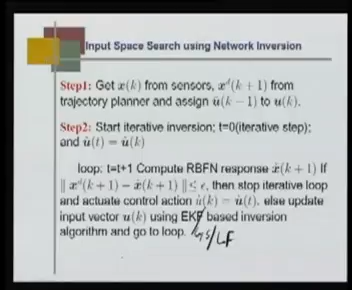 Input Space Search using Network Inversion
Step1: Get x(k) from sensors, x^d(k + 1) from
trajectory planner and assign û(k − 1) to u(k).
Step2: Start iterative inversion; t=0(iterative step);
and û(t) = u(k)
loop: t=t+1 Compute RBFN response x̂(k + 1) If
‖ x^d(k + 1) − x̂(k + 1) ‖≤ ε, then stop iterative loop
and actuate control action û(k) = û(t). else update
input vector u(k) using EKF based inversion
algorithm and go to loop. /LF